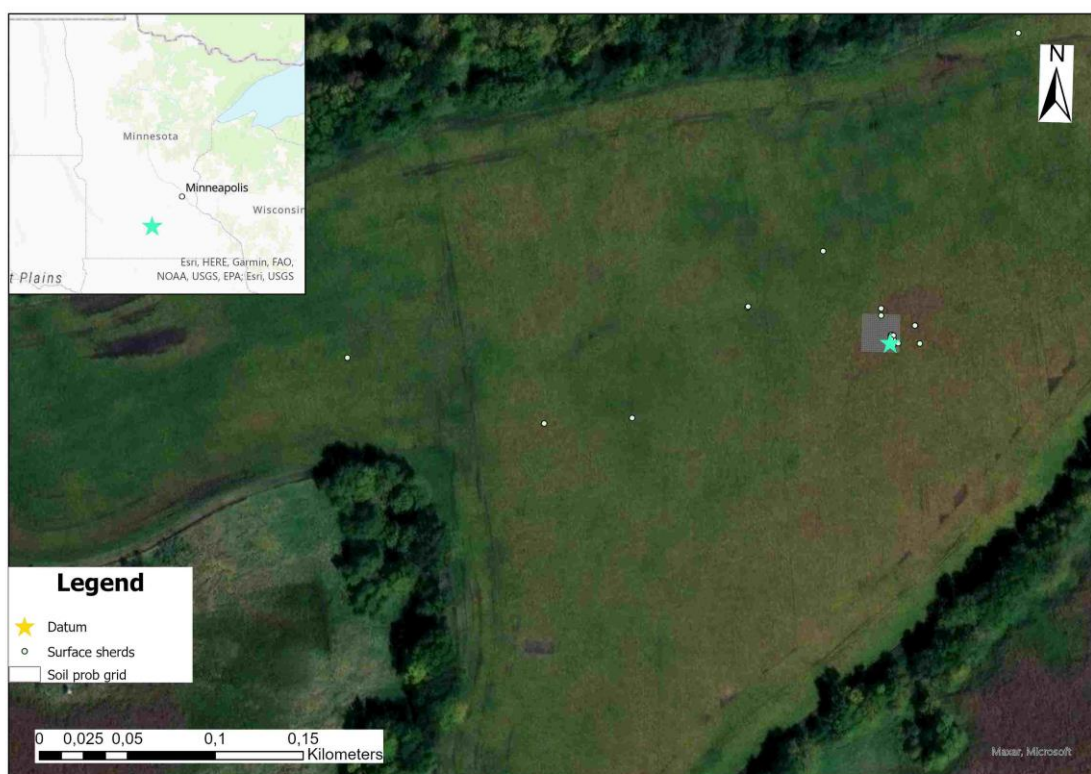 Minnesota
Minneapolis
Wisconsin
Esri, HERE, Garmin, FAO,
NOAA, USGS, EPA; Esri, USGS
t Plains
N
Legend
Datum
Surface sherds
Soil prob grid
0 0,025 0,05 0,1 0,15
Kilometers
Maxar, Microsoft